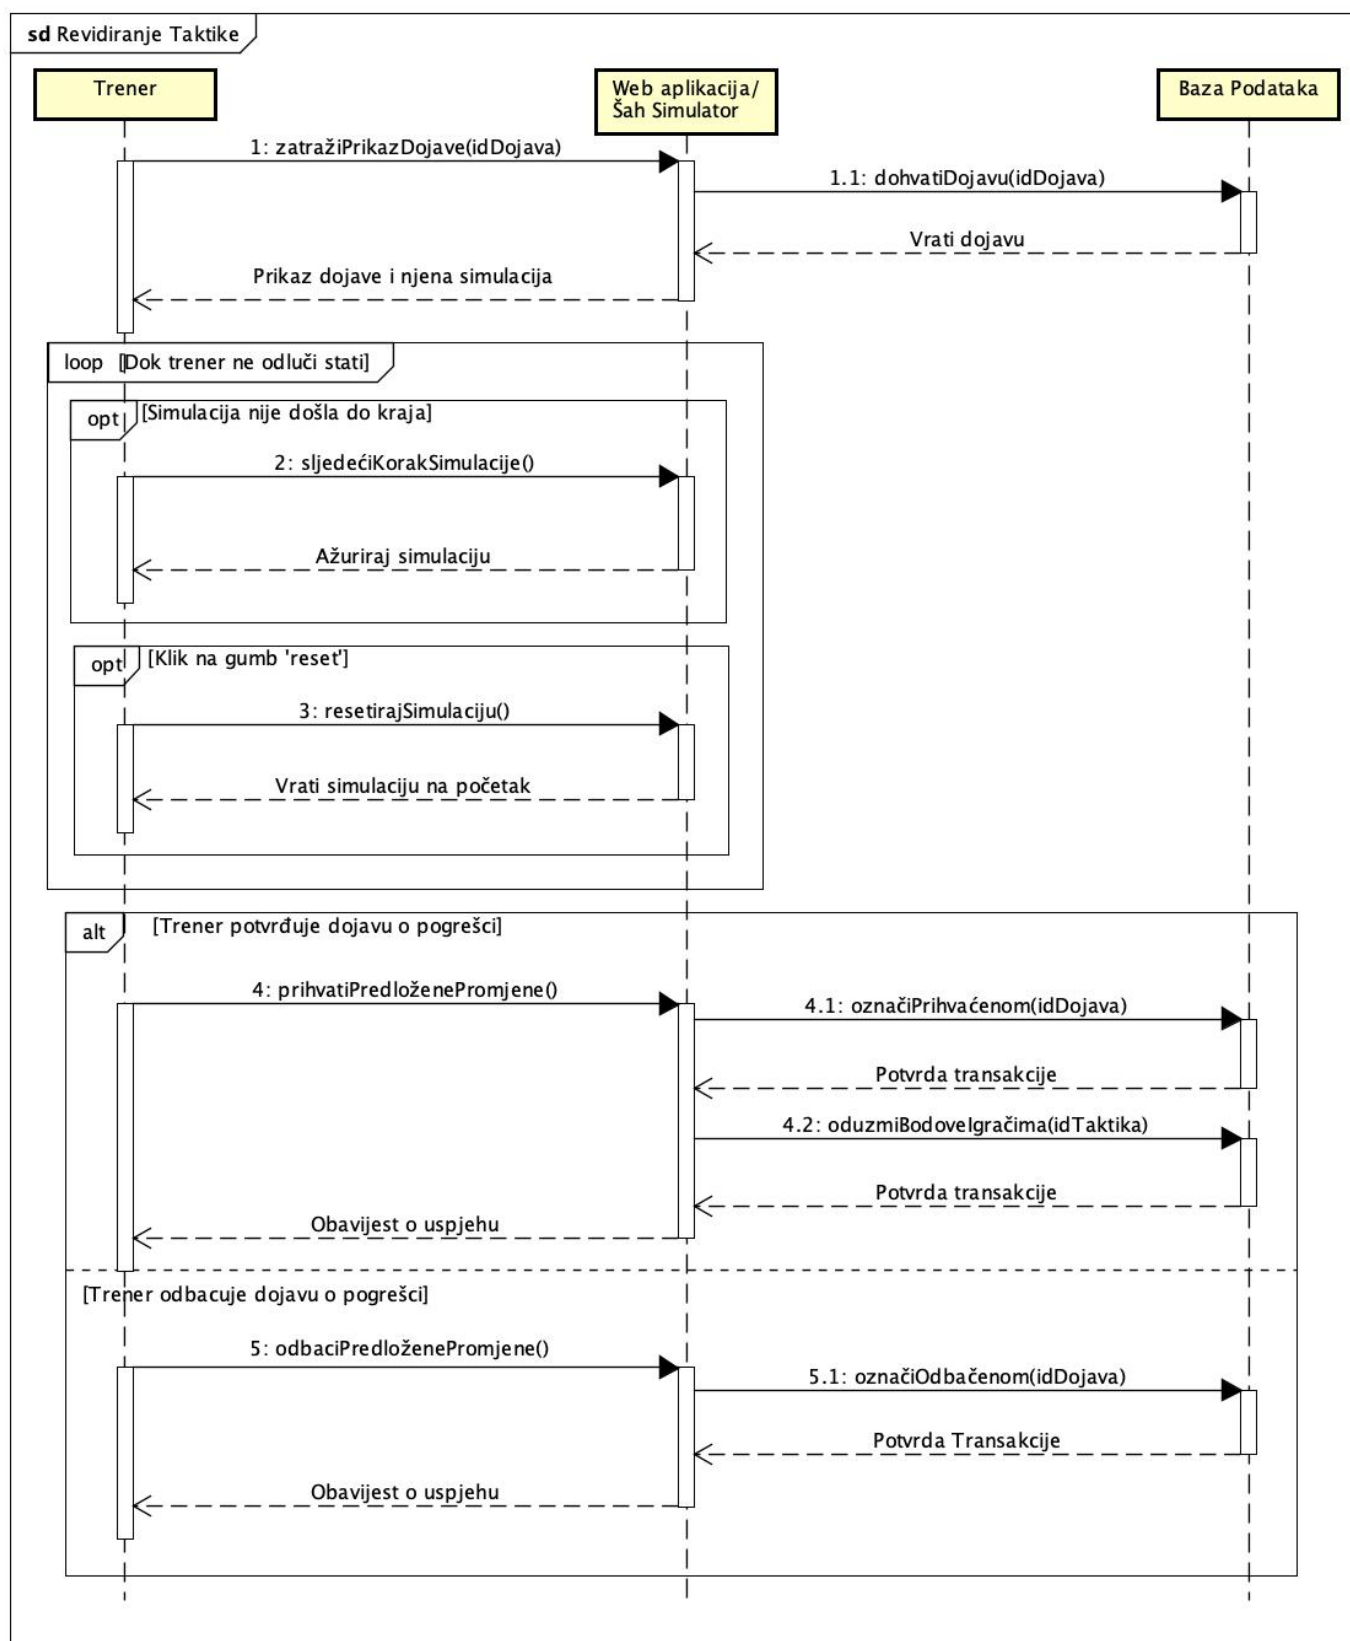 sd Revidiranje Taktike
Trener
Web aplikacija/
Šah Simulator
Baza Podataka
1: zatražiPrikazDojave(idDojava)
1.1: dohvatiDojavu(idDojava)
Vrati dojavu
Prikaz dojave i njena simulacija
loop [Dok trener ne odluči stati]
opt [Simulacija nije došla do kraja]
2: sljedećiKorakSimulacije()
Ažuriraj simulaciju
opt [Klik na gumb 'reset']
3: resetirajSimulaciju()
Vrati simulaciju na početak
alt [Trener potvrđuje dojavu o pogrešci]
4: prihvatiPredloženePromjene()
4.1: označiPrihvaćenom(idDojava)
Potvrda transakcije
4.2: oduzmiBodoveIgračima(idTaktika)
Potvrda transakcije
Obavijest o uspjehu
[Trener odbacuje dojavu o pogrešci]
5: odbaciPredloženePromjene()
5.1: označiOdbačenom(idDojava)
Potvrda Transakcije
Obavijest o uspjehu